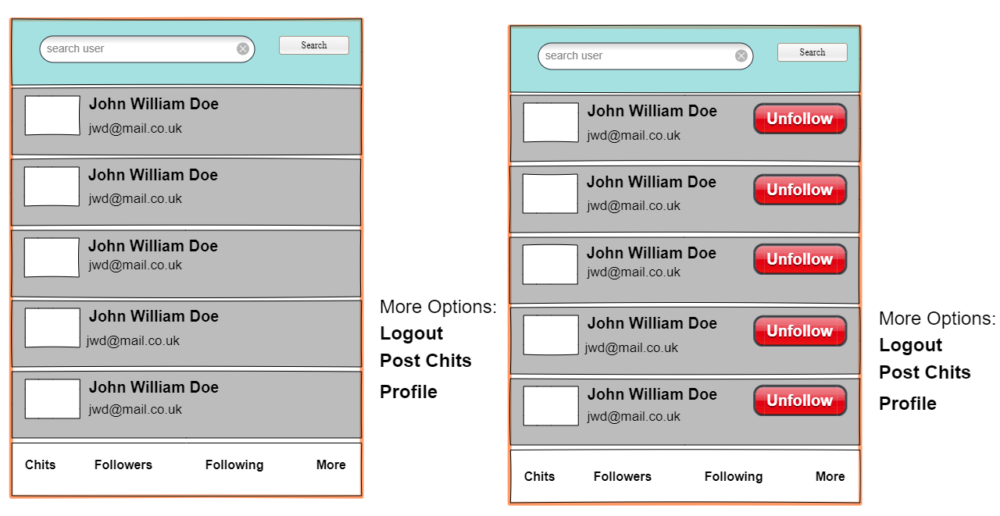 search user
Search
John William Doe
jwd@mail.co.uk
John William Doe
jwd@mail.co.uk
John William Doe
jwd@mail.co.uk
John William Doe
jwd@mail.co.uk
John William Doe
jwd@mail.co.uk
Chits Followers Following More
More Options:
Logout
Post Chits
Profile
search user
Search
John William Doe Unfollow
jwd@mail.co.uk
John William Doe Unfollow
jwd@mail.co.uk
John William Doe Unfollow
jwd@mail.co.uk
John William Doe Unfollow
jwd@mail.co.uk
John William Doe Unfollow
jwd@mail.co.uk
Chits Followers Following More
More Options:
Logout
Post Chits
Profile